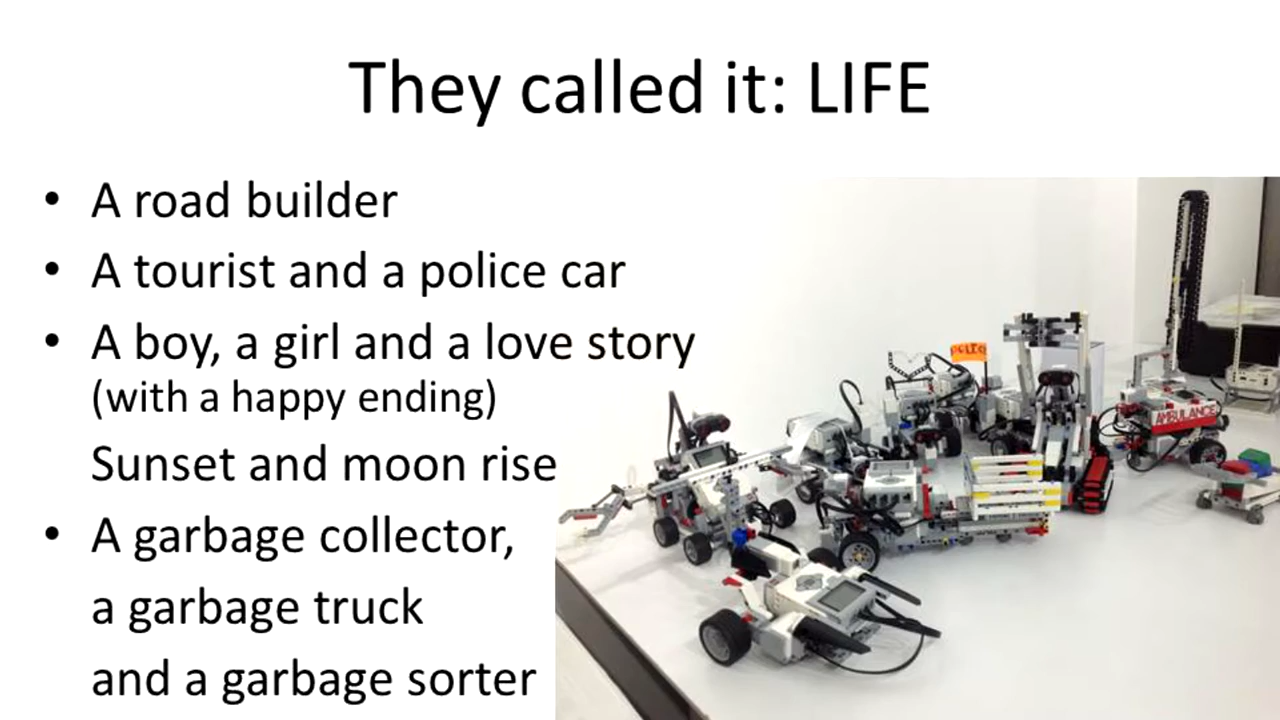 They called it: LIFE
• A road builder
• A tourist and a police car
• A boy, a girl and a love story
(with a happy ending)
Sunset and moon rise
• A garbage collector,
a garbage truck
and a garbage sorter
AMBULANCE